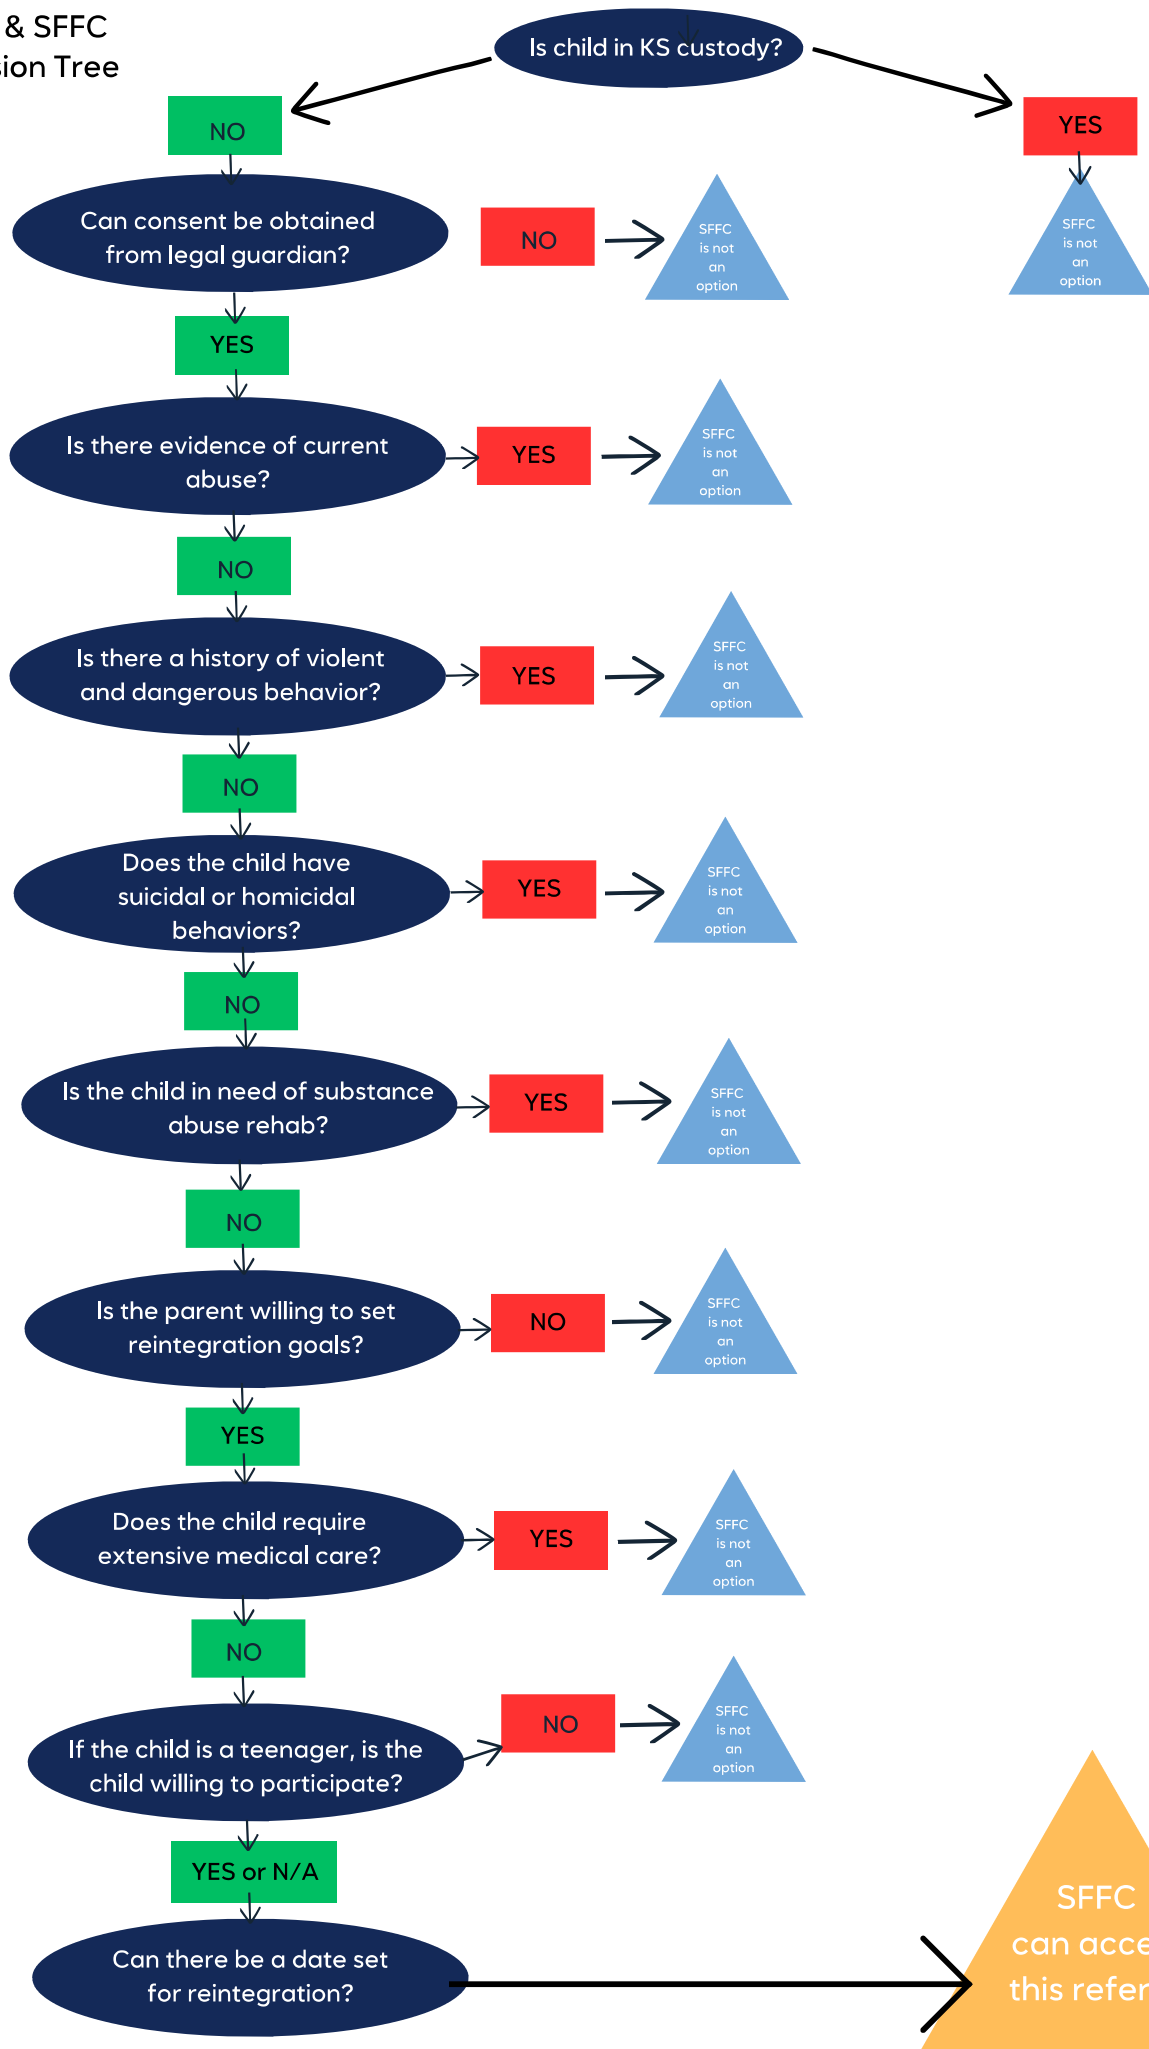 & SFFC
sion Tree
Is child in KS custody?
NO
YES
Can consent be obtained
from legal guardian?
NO
SFFC
is not
an
option
SFFC
is not
an
option
YES
Is there evidence of current
abuse?
YES
SFFC
is not
an
option
NO
Is there a history of violent
and dangerous behavior?
YES
SFFC
is not
an
option
NO
Does the child have
suicidal or homicidal
behaviors?
YES
SFFC
is not
an
option
NO
Is the child in need of substance
abuse rehab?
YES
SFFC
is not
an
option
NO
Is the parent willing to set
reintegration goals?
NO
SFFC
is not
an
option
YES
Does the child require
extensive medical care?
YES
SFFC
is not
an
option
NO
If the child is a teenager, is the
child willing to participate?
NO
SFFC
is not
an
option
YES or N/A
Can there be a date set
for reintegration?
SFFC
can acce
this refer